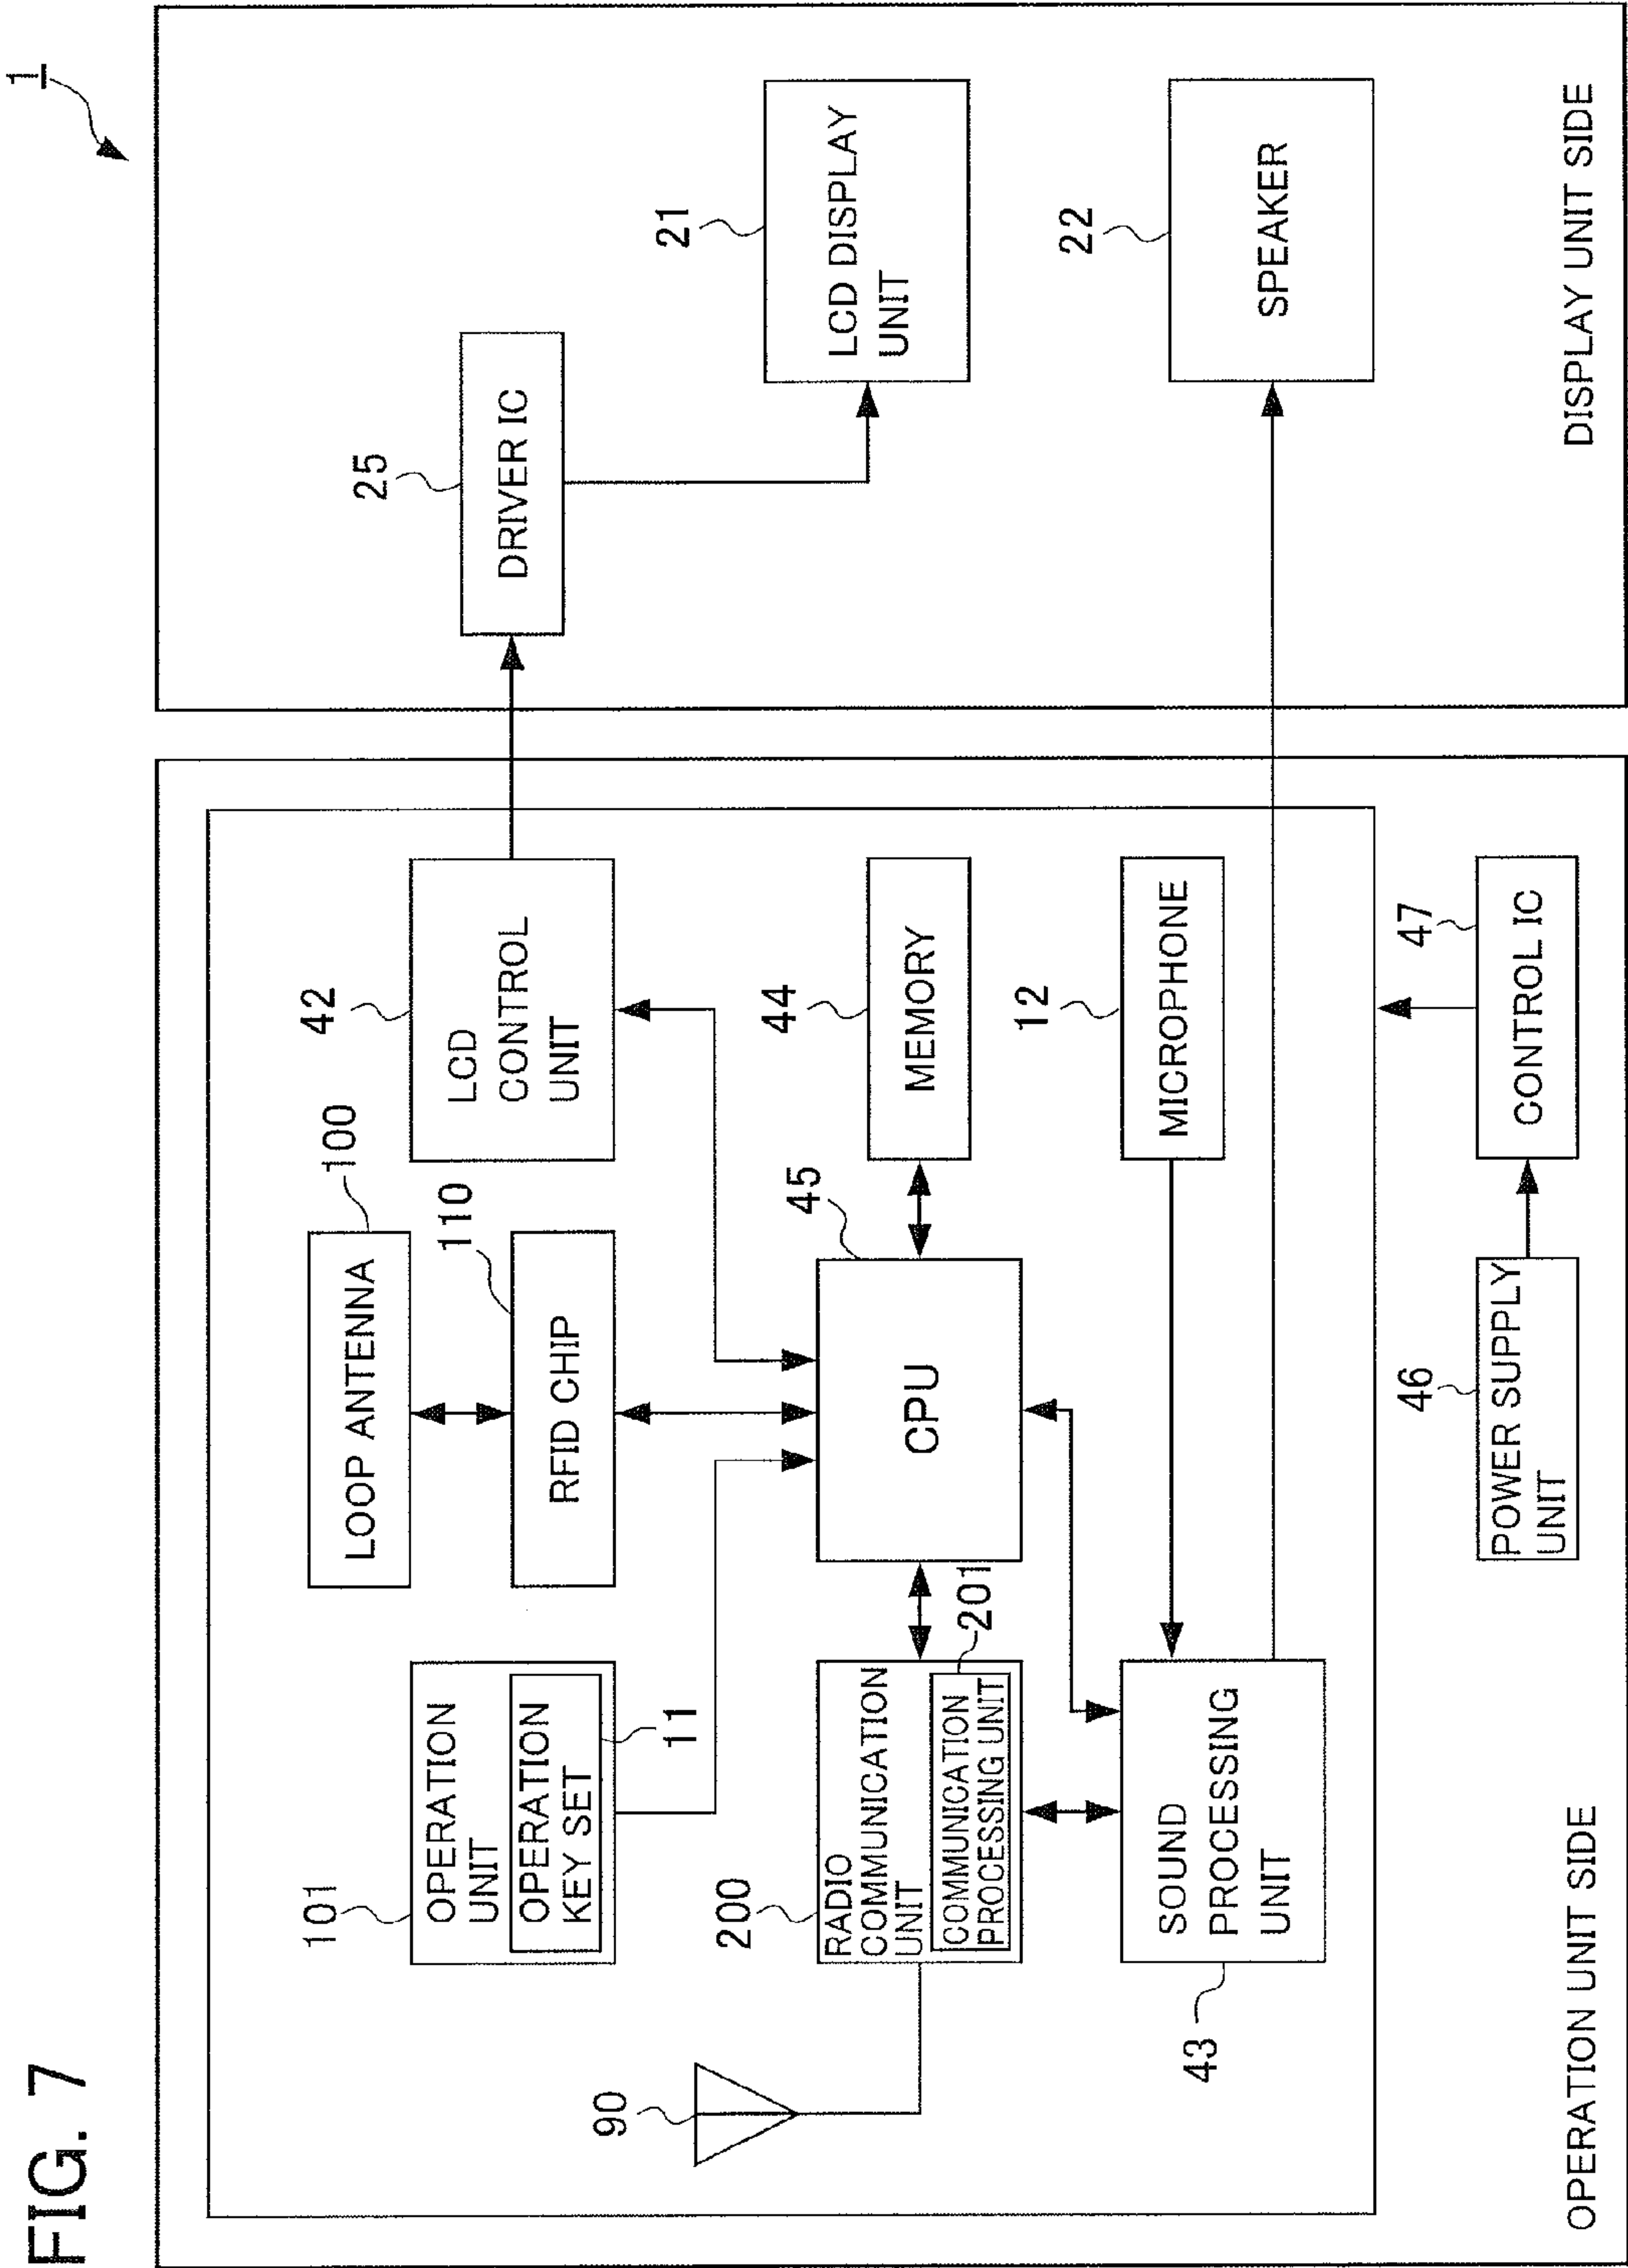 FIG. 7
1
101
OPERATION
UNIT
OPERATION
KEY SET
11
LOOP ANTENNA
100
RFID CHIP
110
42
LCD
CONTROL
UNIT
25
DRIVER IC
90
200
RADIO
COMMUNICATION
UNIT
COMMUNICATION
PROCESSING UNIT
201
CPU
45
44
MEMORY
21
LCD DISPLAY
UNIT
43
SOUND
PROCESSING
UNIT
12
MICROPHONE
22
SPEAKER
46
POWER SUPPLY
UNIT
47
CONTROL IC
OPERATION UNIT SIDE
DISPLAY UNIT SIDE